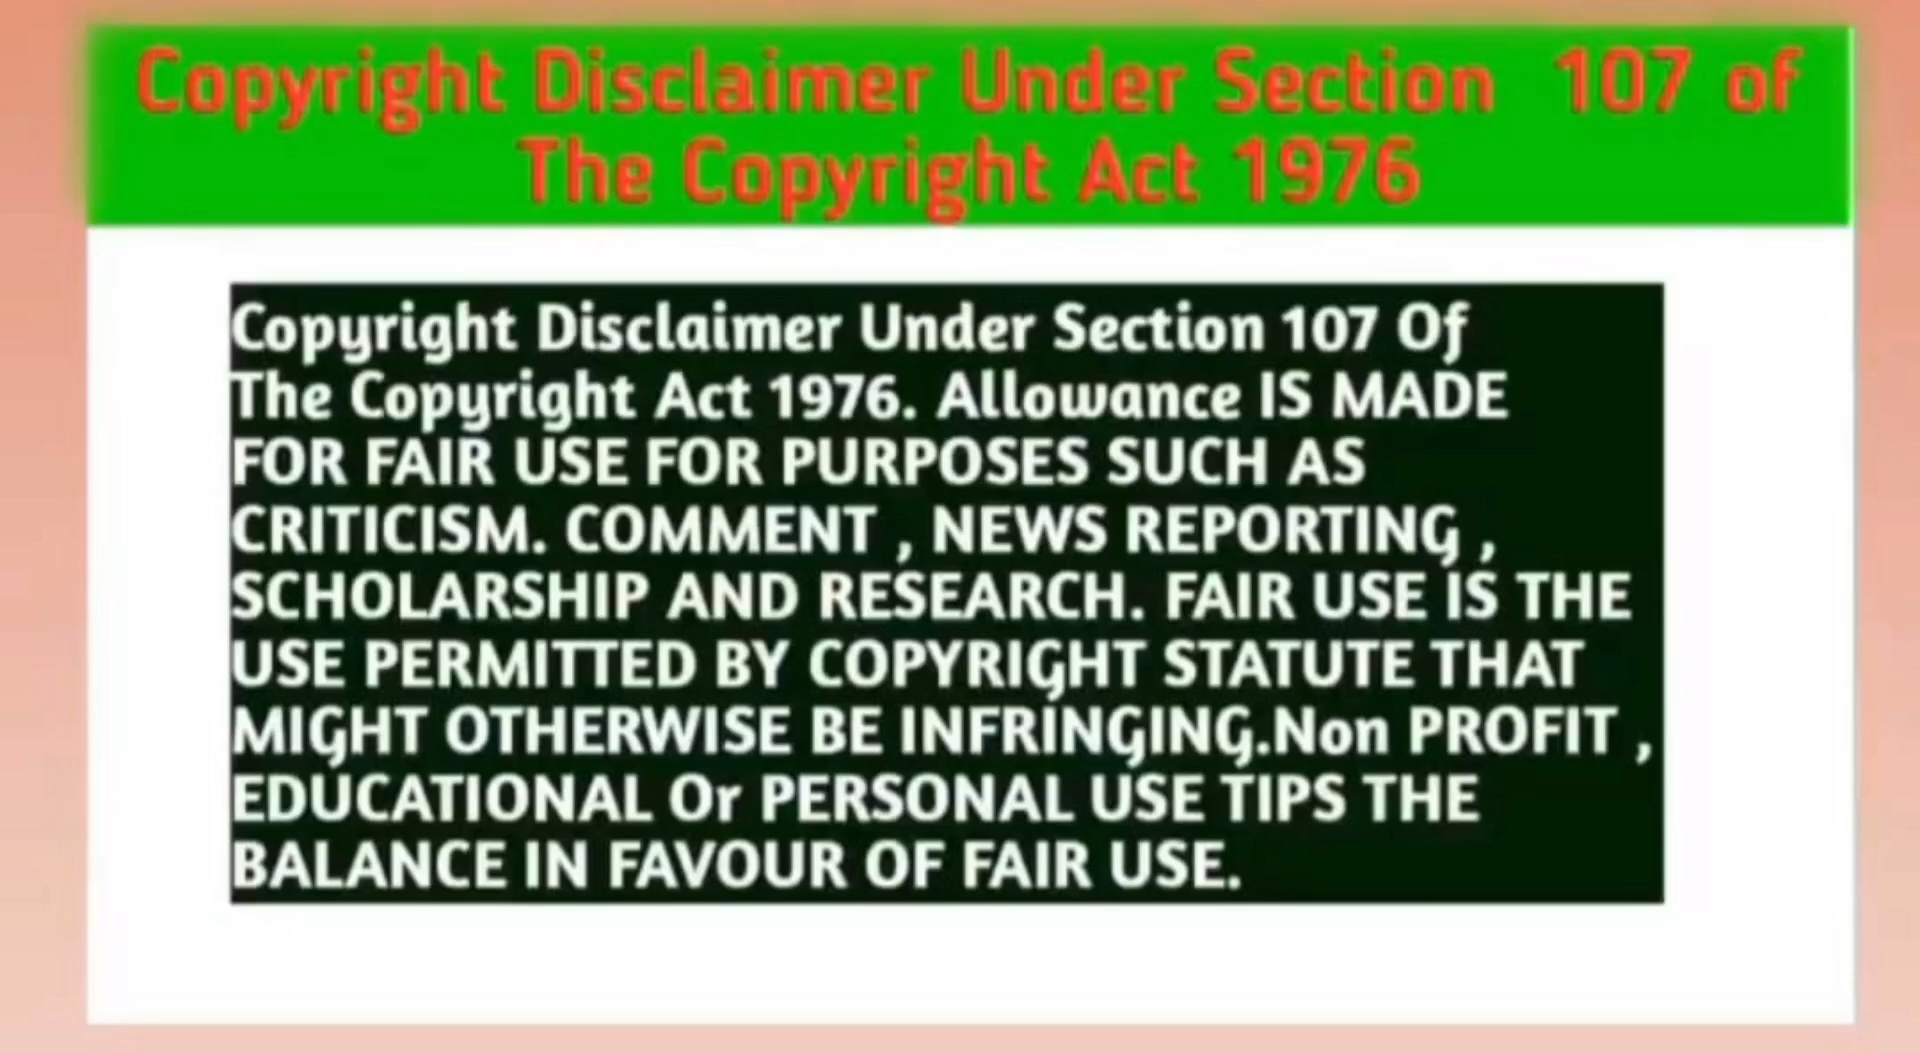 Copyright Disclaimer Under Section 107 of
The Copyright Act 1976
Copyright Disclaimer Under Section 107 Of
The Copyright Act 1976. Allowance IS MADE
FOR FAIR USE FOR PURPOSES SUCH AS
CRITICISM. COMMENT , NEWS REPORTING ,
SCHOLARSHIP AND RESEARCH. FAIR USE IS THE
USE PERMITTED BY COPYRIGHT STATUTE THAT
MIGHT OTHERWISE BE INFRINGING.Non PROFIT ,
EDUCATIONAL Or PERSONAL USE TIPS THE
BALANCE IN FAVOUR OF FAIR USE.